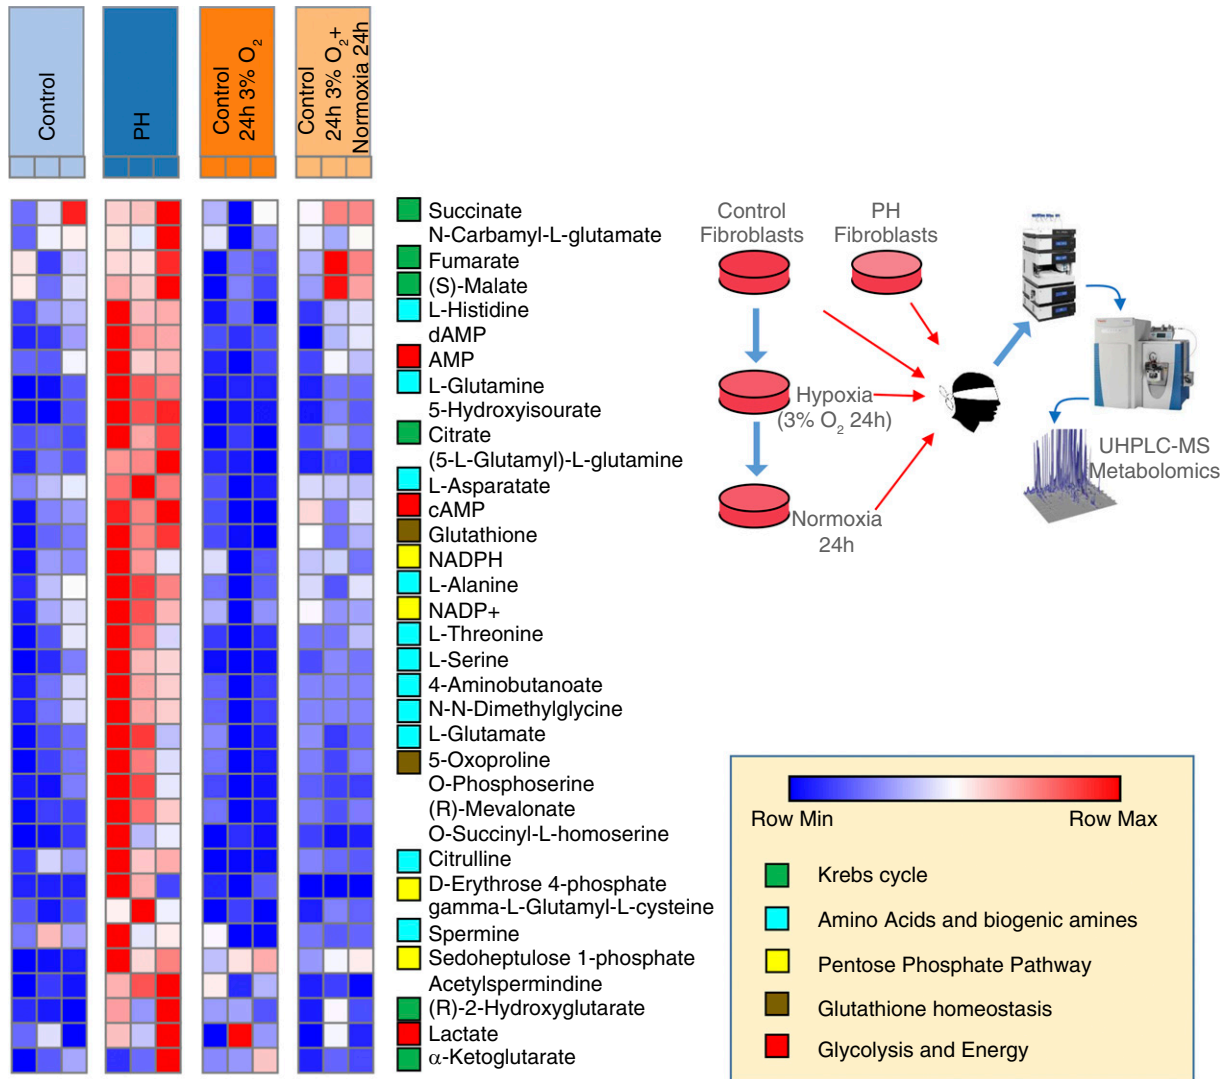 Control
PH
Control
24h 3% O2
Control
24h 3% O2+
Normoxia 24h
Succinate
N-Carbamyl-L-glutamate
Fumarate
(S)-Malate
L-Histidine
dAMP
AMP
L-Glutamine
5-Hydroxyisourate
Citrate
(5-L-Glutamyl)-L-glutamine
L-Asparatate
cAMP
Glutathione
NADPH
L-Alanine
NADP+
L-Threonine
L-Serine
4-Aminobutanoate
N-N-Dimethylglycine
L-Glutamate
5-Oxoproline
O-Phosphoserine
(R)-Mevalonate
O-Succinyl-L-homoserine
Citrulline
D-Erythrose 4-phosphate
gamma-L-Glutamyl-L-cysteine
Spermine
Sedoheptulose 1-phosphate
Acetylspermindine
(R)-2-Hydroxyglutarate
Lactate
α-Ketoglutarate
Control
Fibroblasts
PH
Fibroblasts
Hypoxia
(3% O2 24h)
Normoxia
24h
UHPLC-MS
Metabolomics
Row Min
Row Max
Krebs cycle
Amino Acids and biogenic amines
Pentose Phosphate Pathway
Glutathione homeostasis
Glycolysis and Energy